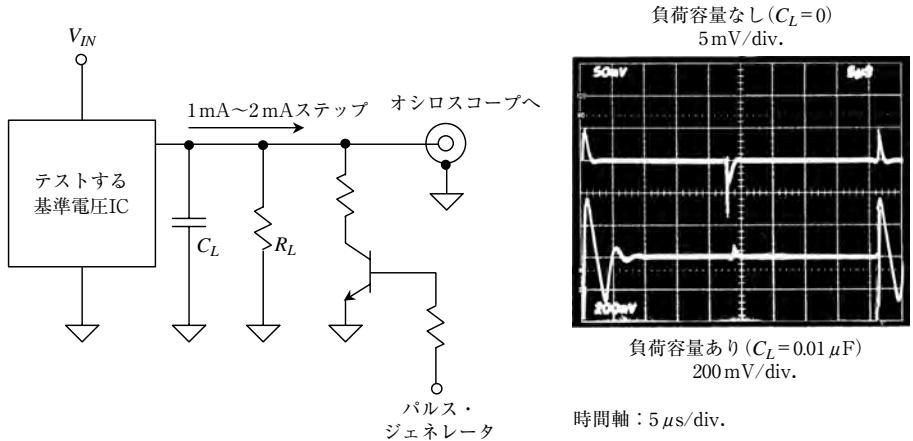 V_IN
1mA～2mAステップ
オシロスコープへ
テストする
基準電圧IC
C_L
R_L
パルス・
ジェネレータ
負荷容量なし(C_L=0)
5mV/div.
50mV
5μs
200mV
負荷容量あり(C_L=0.01μF)
200mV/div.
時間軸：5μs/div.